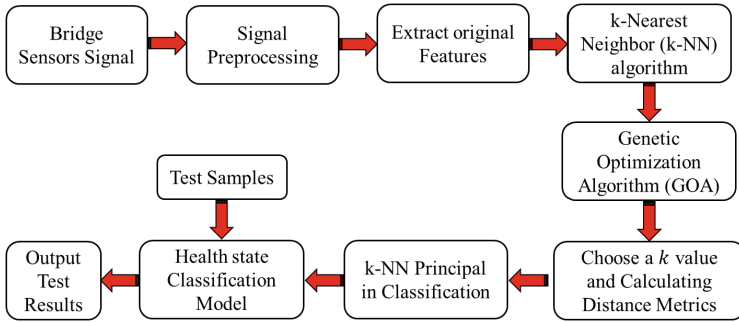 Bridge
Sensors Signal
Signal
Preprocessing
Extract original
Features
k-Nearest
Neighbor (k-NN)
algorithm
Genetic
Optimization
Algorithm (GOA)
Choose a k value
and Calculating
Distance Metrics
k-NN Principal
in Classification
Test Samples
Health state
Classification
Model
Output
Test
Results